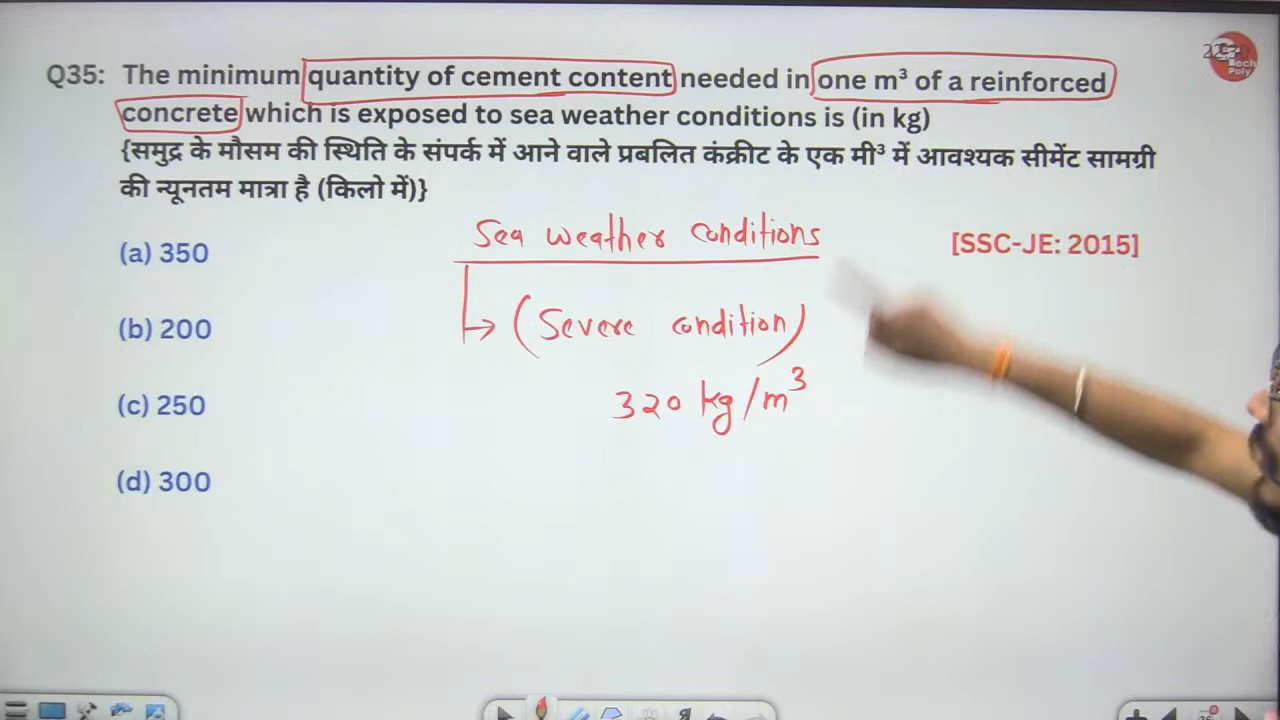 Q35: The minimum quantity of cement content needed in one m³ of a reinforced
concrete which is exposed to sea weather conditions is (in kg)
{समुद्र के मौसम की स्थिति के संपर्क में आने वाले प्रबलित कंक्रीट के एक मी³ में आवश्यक सीमेंट सामग्री
की न्यूनतम मात्रा है (किलो में)}
Sea weather conditions
(a) 350
[SSC-JE: 2015]
(Severe condition)
(b) 200
320 kg/m³
(c) 250
(d) 300
Tech
Poly